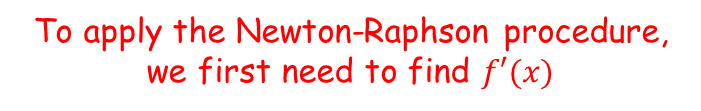 To apply the Newton-Raphson procedure,
we first need to find f′(x)